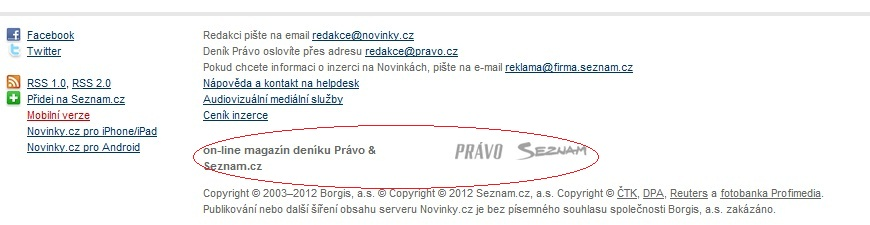 Facebook
Twitter
RSS 1.0, RSS 2.0
Přidej na Seznam.cz
Mobilní verze
Novinky.cz pro iPhone/iPad
Novinky.cz pro Android
Redakci pište na email redakce@novinky.cz
Deník Právo oslovíte přes adresu redakce@pravo.cz
Pokud chcete informaci o inzerci na Novinkách, pište na e-mail reklama@firma.seznam.cz
Nápověda a kontakt na helpdesk
Audiovizuální mediální služby
Ceník inzerce
on-line magazín deníku Právo &
Seznam.cz
PRÁVO SEZNAM
Copyright © 2003–2012 Borgis, a.s. © Copyright © 2012 Seznam.cz, a.s. Copyright © ČTK, DPA, Reuters a fotobanka Profimedia.
Publikování nebo další šíření obsahu serveru Novinky.cz je bez písemného souhlasu společnosti Borgis, a.s. zakázáno.